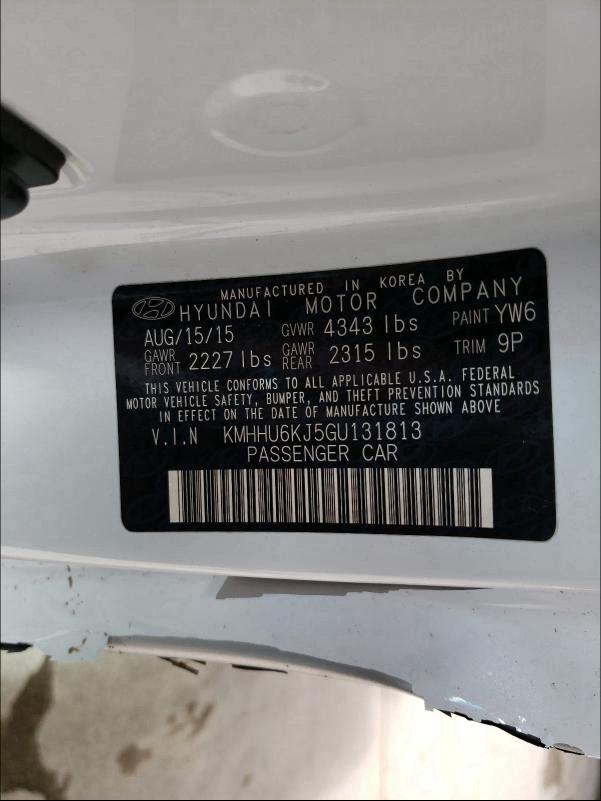 MANUFACTURED IN KOREA BY
HYUNDAI MOTOR COMPANY
AUG/15/15 GVWR 4343 lbs PAINT YW6
GAWR FRONT 2227 lbs GAWR REAR 2315 lbs TRIM 9P
THIS VEHICLE CONFORMS TO ALL APPLICABLE U.S.A. FEDERAL
MOTOR VEHICLE SAFETY, BUMPER, AND THEFT PREVENTION STANDARDS
IN EFFECT ON THE DATE OF MANUFACTURE SHOWN ABOVE
V.I.N KMHHU6KJ5GU131813
PASSENGER CAR